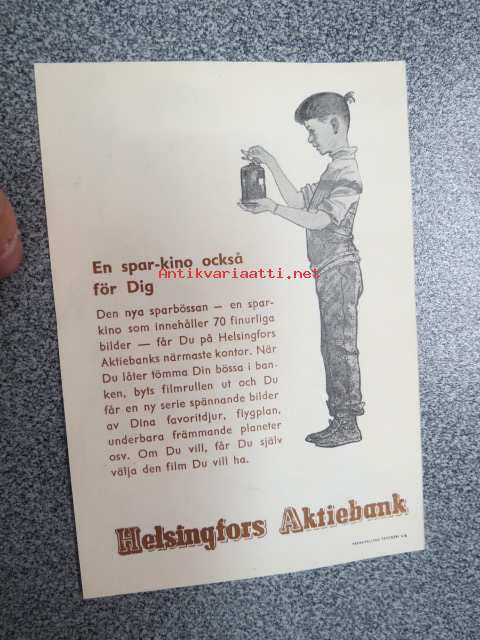 En spar-kino också
för Dig
Antikvariaatti.net
Den nya sparbössan — en spar-
kino som innehåller 70 finurliga
bilder — får Du på Helsingfors
Aktiebanks närmaste kontor. När
Du låter tömma Din bössa i ban-
ken, byts filmrullen ut och Du
får en ny serie spännande bilder
av Dina favoritdjur, flygplan,
underbara främmande planeter
osv. Om Du vill, får Du själv
välja den film Du vill ha.
Helsingfors Aktiebank